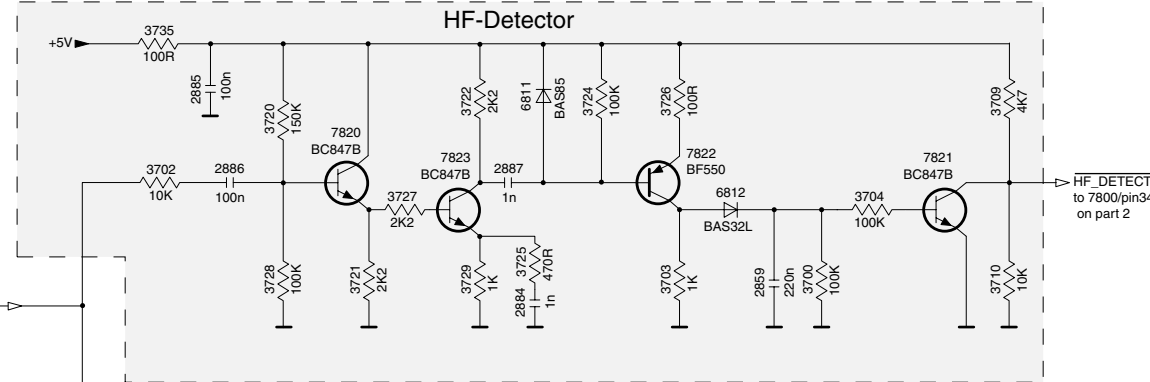 HF-Detector
+5V
3735
100R
2885
100n
3720
150K
7820
BC847B
3722
2K2
6811
BAS85
3724
100K
3726
100R
3709
4K7
3702
10K
2886
100n
7823
BC847B
2887
1n
7822
BF550
7821
BC847B
HF_DETECT
to 7800/pin34
on part 2
3727
2K2
6812
BAS32L
3704
100K
3728
100K
3721
2K2
3729
1K
3725
470R
2884
1n
3703
1K
2859
220n
3700
100K
3710
10K